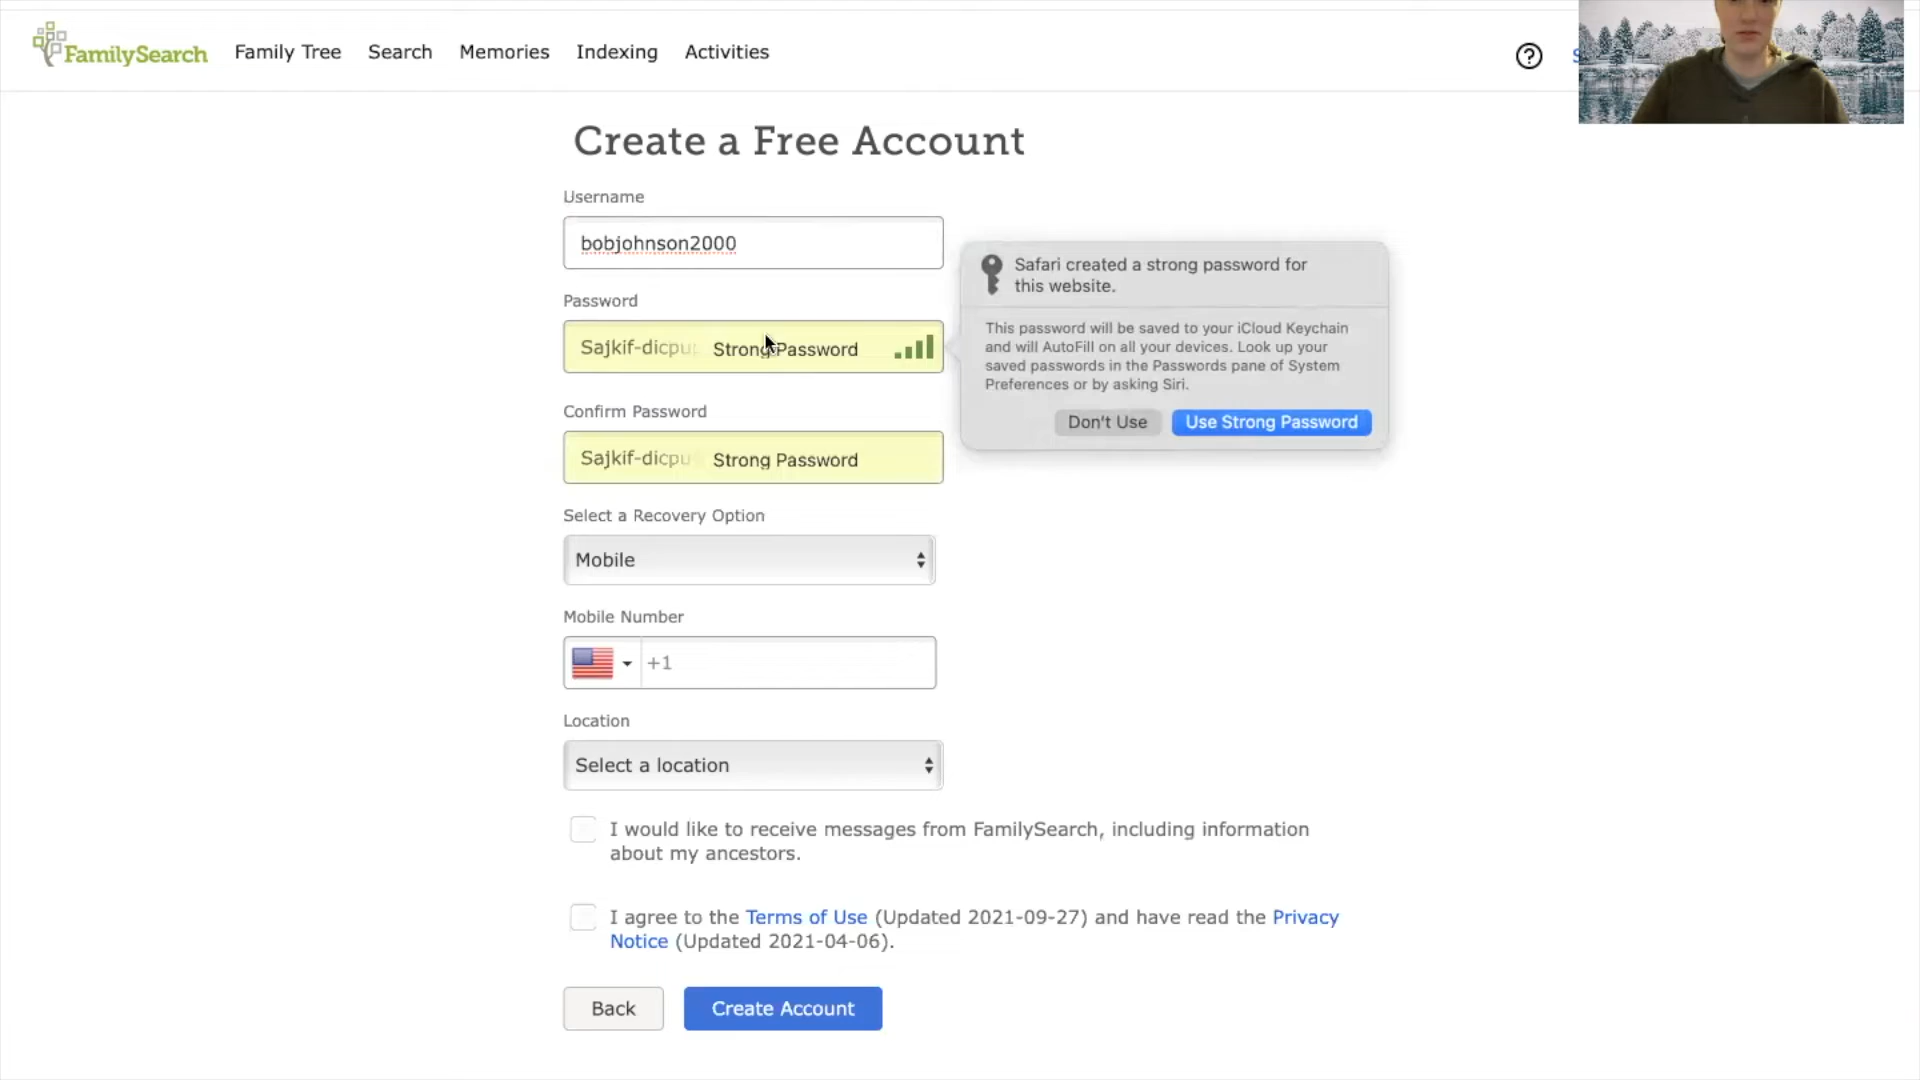 FamilySearch
Family Tree
Search
Memories
Indexing
Activities
Create a Free Account
Username
bobjohnson2000
Password
Strong Password
Safari created a strong password for
this website.
This password will be saved to your iCloud Keychain
and will AutoFill on all your devices. Look up your
saved passwords in the Passwords pane of System
Preferences or by asking Siri.
Don't Use
Use Strong Password
Confirm Password
Sajkif-dicpu
Strong Password
Select a Recovery Option
Mobile
Mobile Number
+1
Location
Select a location
I would like to receive messages from FamilySearch, including information
about my ancestors.
I agree to the Terms of Use (Updated 2021-09-27) and have read the Privacy
Notice (Updated 2021-04-06).
Back
Create Account